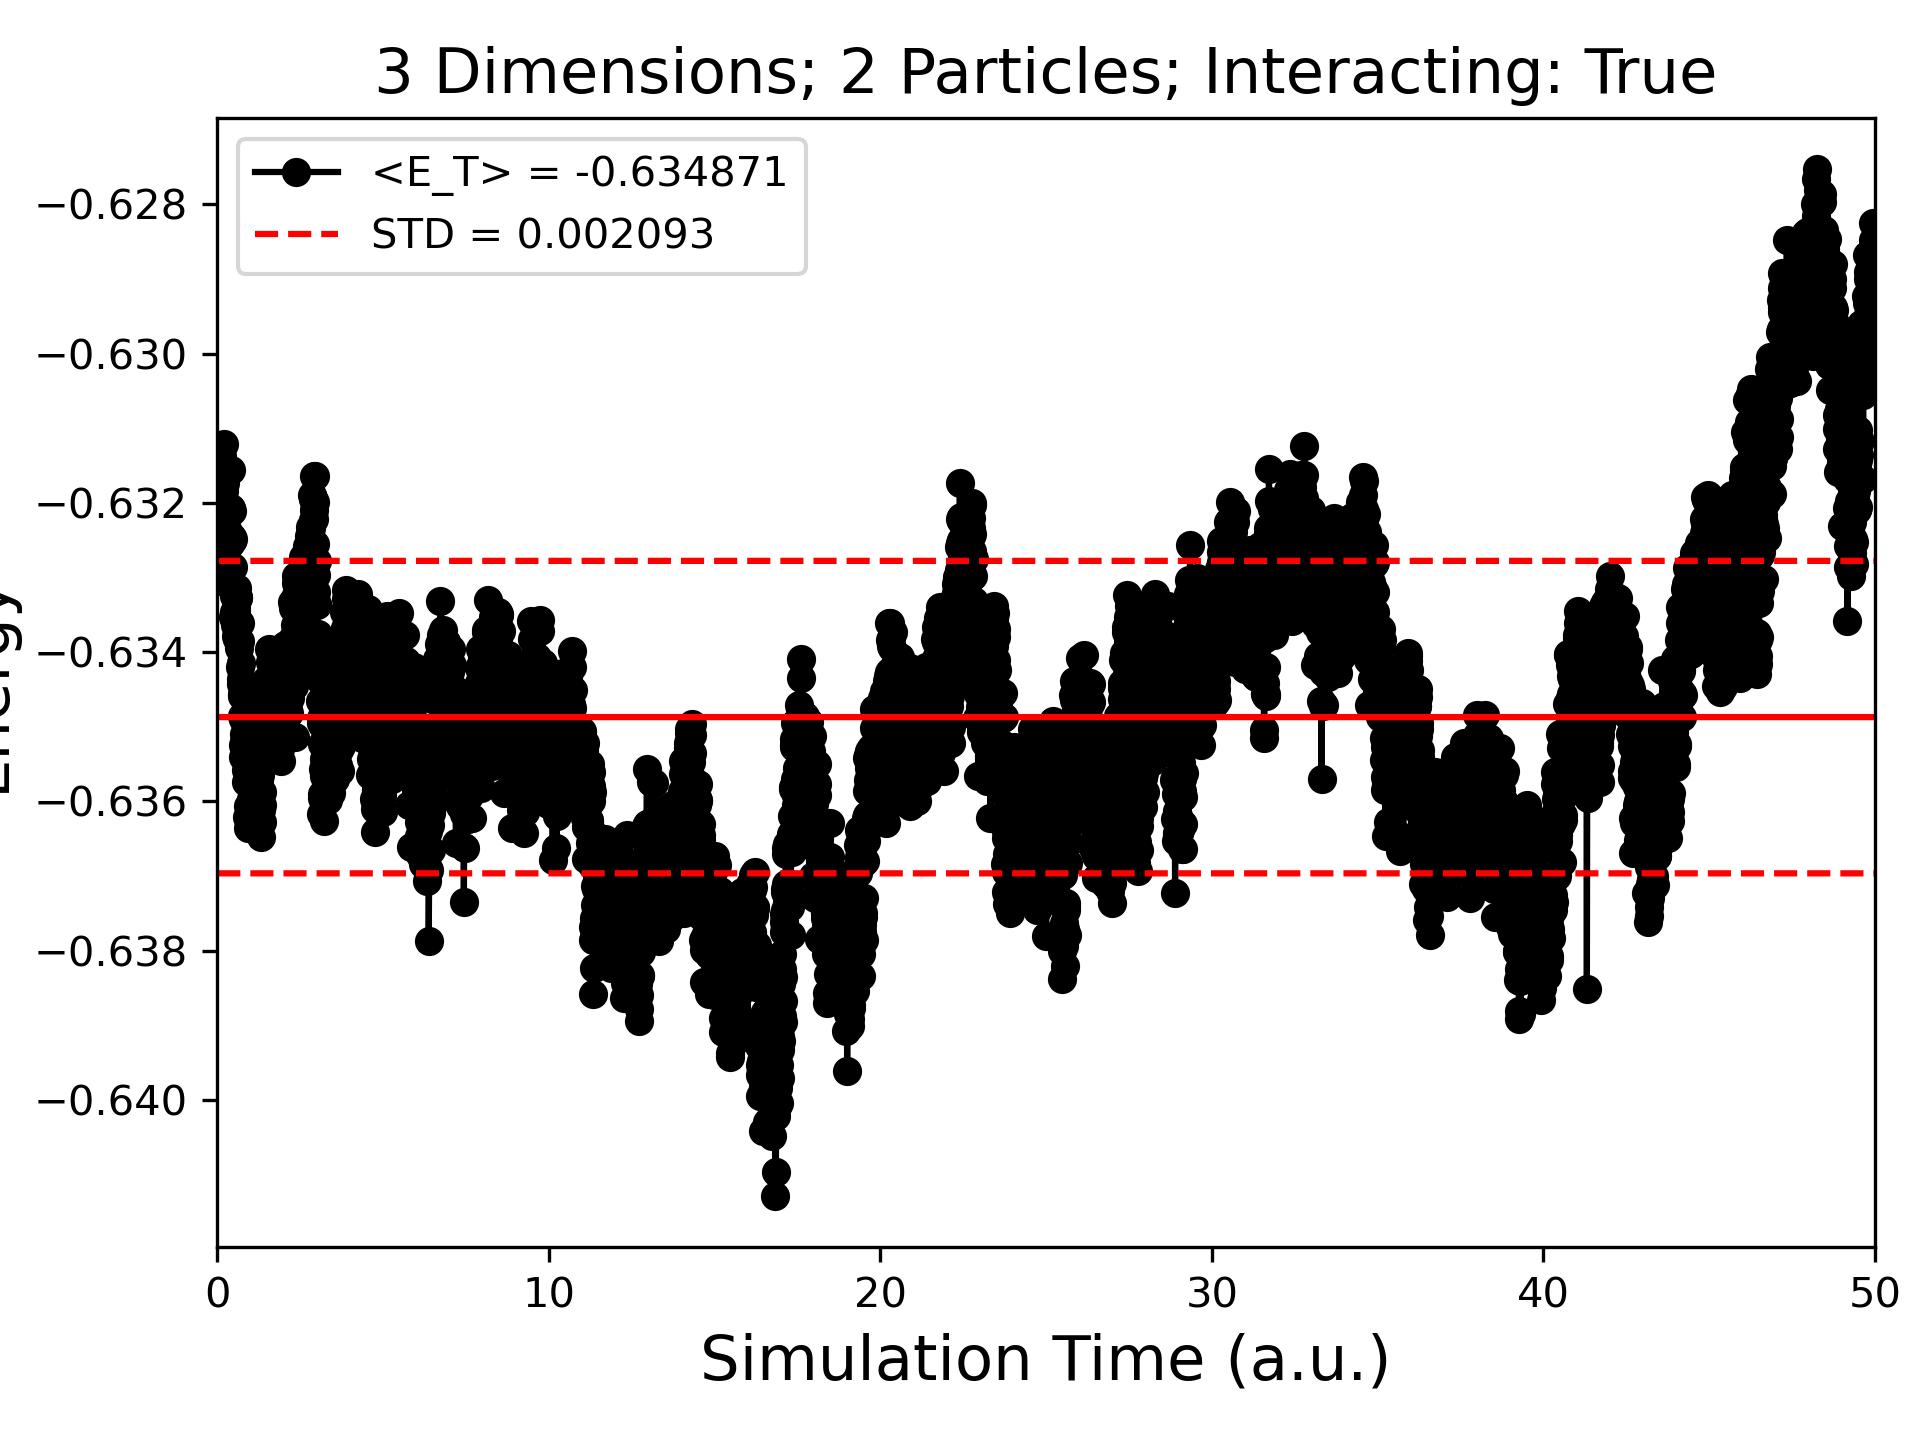 3 Dimensions; 2 Particles; Interacting: True
<E_T> = -0.634871
STD = 0.002093
−0.628
−0.630
−0.632
−0.634
−0.636
−0.638
−0.640
Energy
0 10 20 30 40 50
Simulation Time (a.u.)